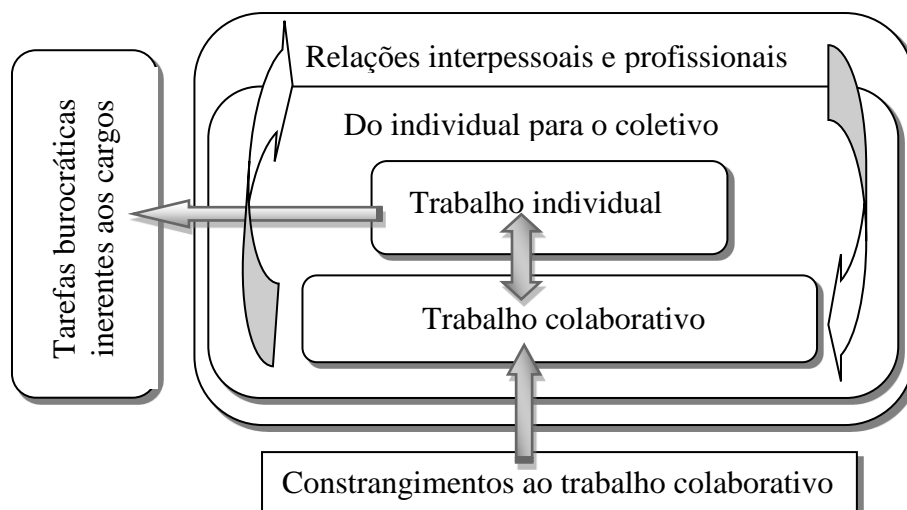 Relações interpessoais e profissionais
Do individual para o coletivo
Tarefas burocráticas
inerentes aos cargos
Trabalho individual
Trabalho colaborativo
Constrangimentos ao trabalho colaborativo